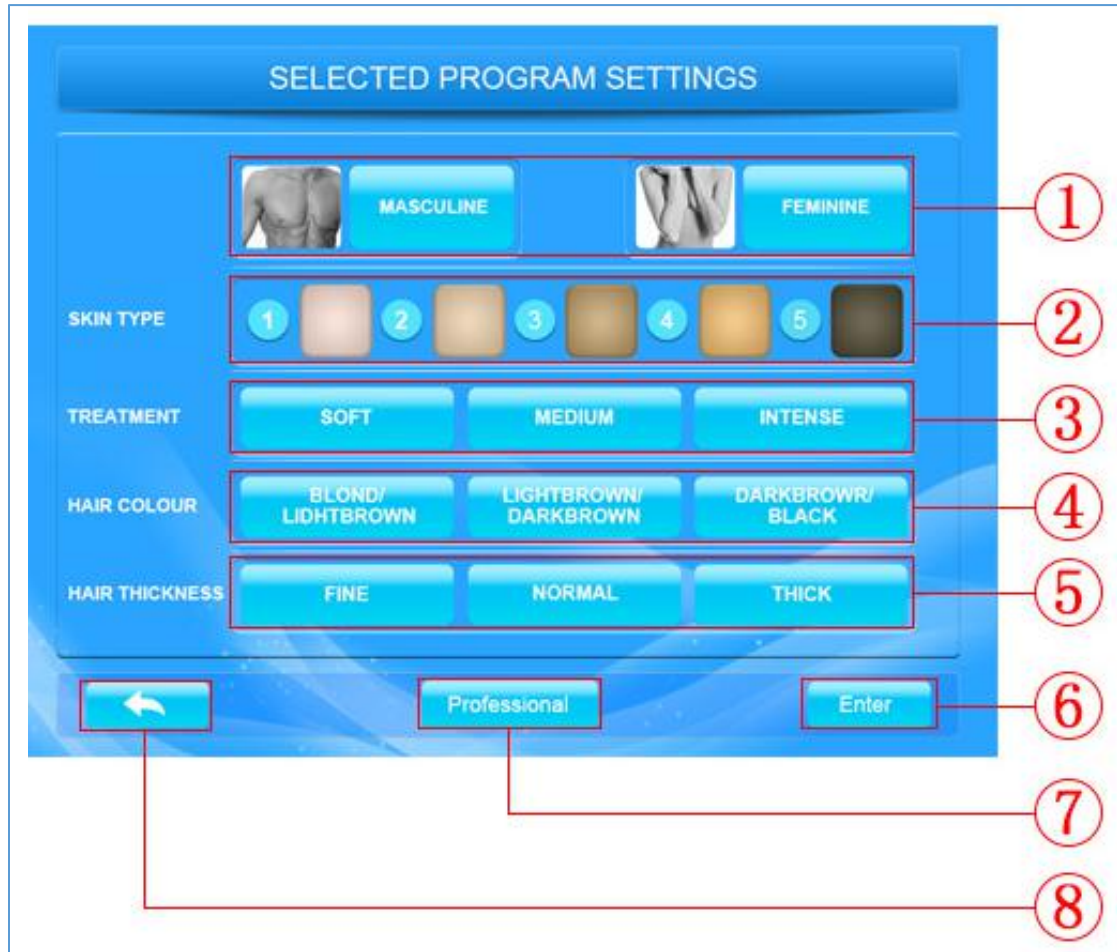 SELECTED PROGRAM SETTINGS
MASCULINE FEMININE ①
SKIN TYPE 1 2 3 4 5 ②
TREATMENT SOFT MEDIUM INTENSE ③
HAIR COLOUR BLOND/ LIGHTBROWN/ DARKBROWR/ ④
LIDHTBROWN DARKBROWN BLACK
HAIR THICKNESS FINE NORMAL THICK ⑤
Professional Enter ⑥
⑦
⑧